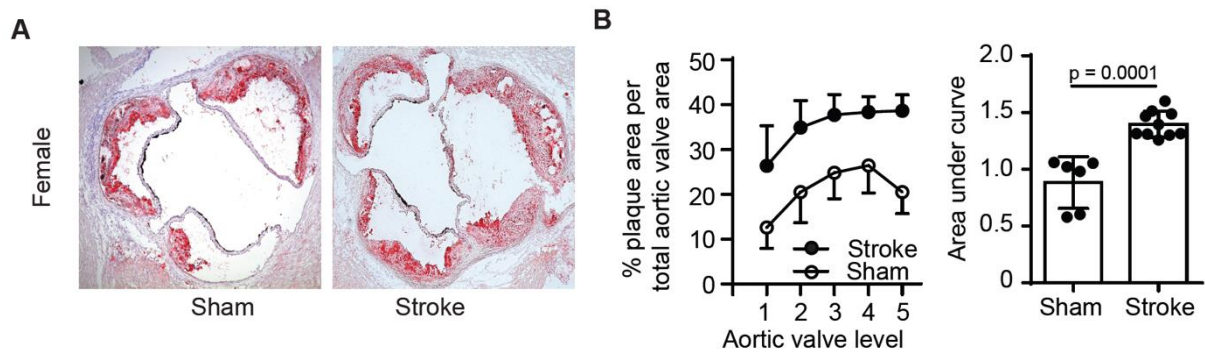 A
Female
Sham
Stroke
B
% plaque area per
total aortic valve area
50
40
30
20
10
0
Stroke
Sham
1 2 3 4 5
Aortic valve level
Area under curve
2.0
1.5
1.0
0.5
0
p = 0.0001
Sham Stroke